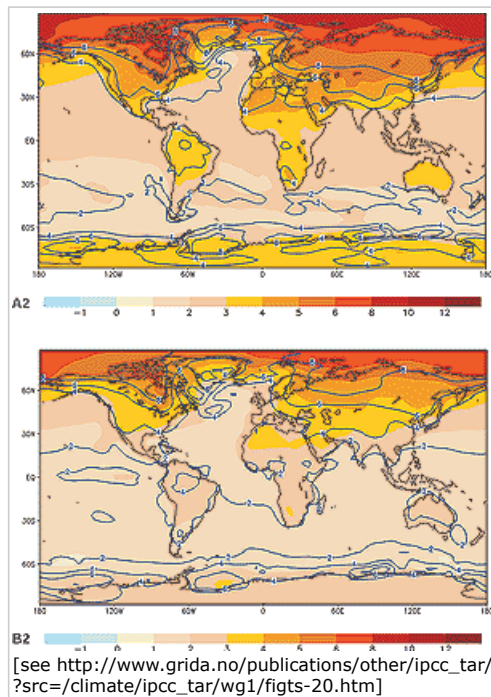 60N
30N
EQ
30S
60S
180 120W 60W 0 60E 120E 180
A2
-1 0 1 2 3 4 5 6 8 10 12
60N
30N
EQ
30S
60S
180 120W 60W 0 60E 120E 180
B2
-1 0 1 2 3 4 5 6 8 10 12
[see http://www.grida.no/publications/other/ipcc_tar/
?src=/climate/ipcc_tar/wg1/figts-20.htm]